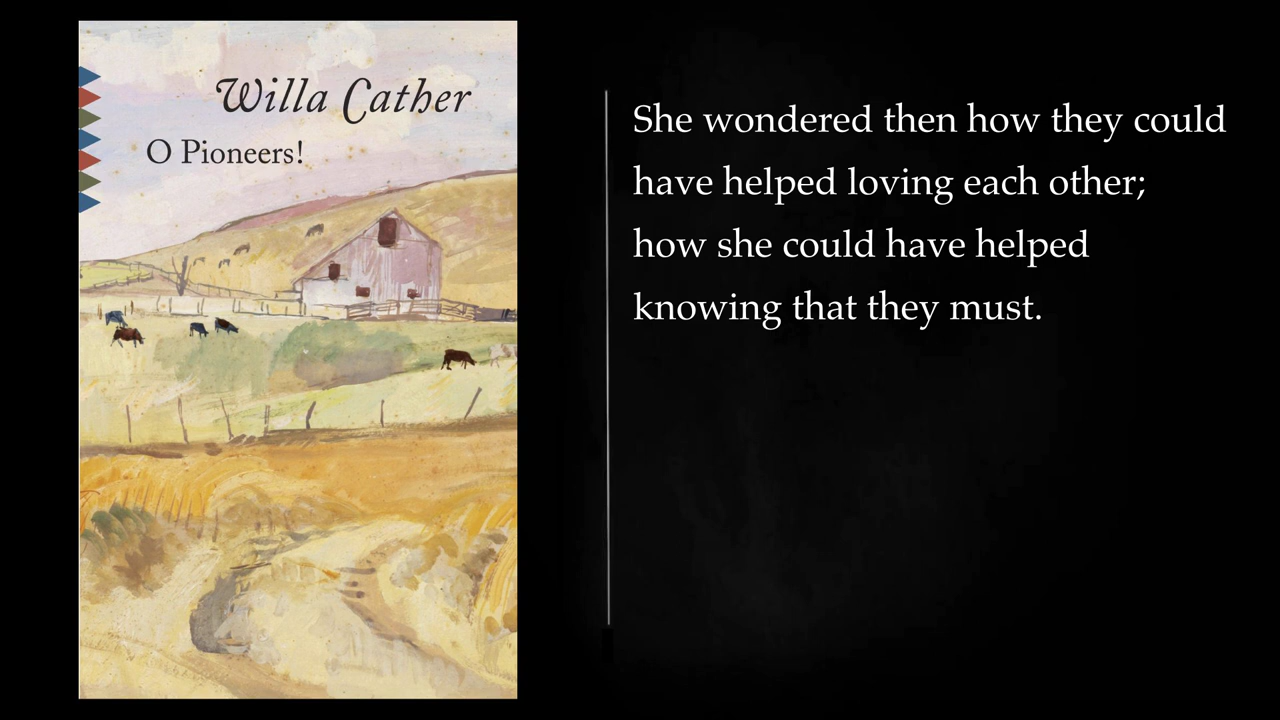 Willa Cather
O Pioneers!
She wondered then how they could
have helped loving each other;
how she could have helped
knowing that they must.